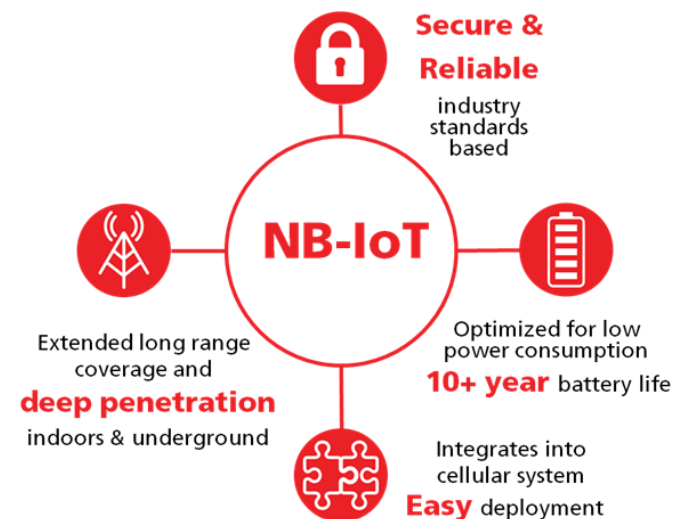 Secure &
Reliable
industry
standards
based
NB-IoT
Extended long range
coverage and
deep penetration
indoors & underground
Optimized for low
power consumption
10+ year battery life
Integrates into
cellular system
Easy deployment